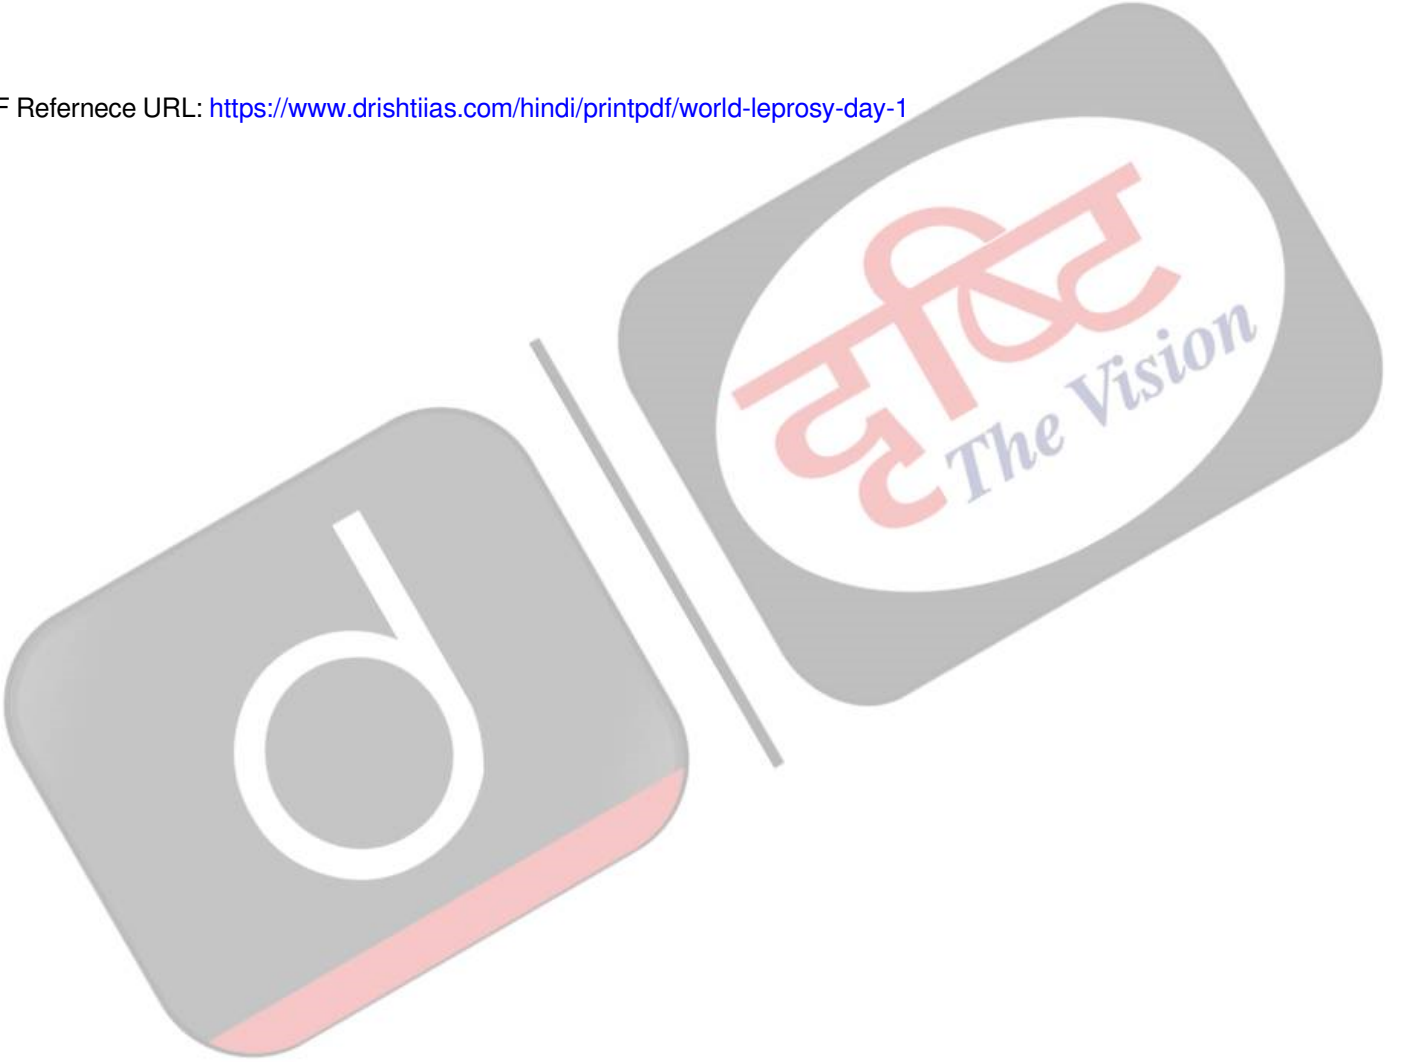 F Refernece URL: https://www.drishtiias.com/hindi/printpdf/world-leprosy-day-1
दृष्टि
The Vision
d